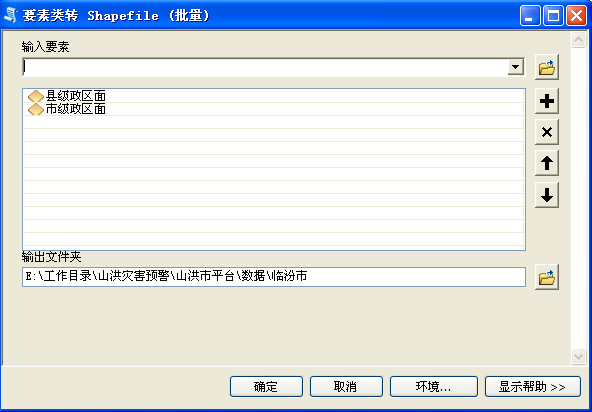 要素类转 Shapefile (批量)
输入要素
县级政区面
市级政区面
输出文件夹
E:\工作目录\山洪灾害预警\山洪市平台\数据\临汾市
确定
取消
环境...
显示帮助 >>